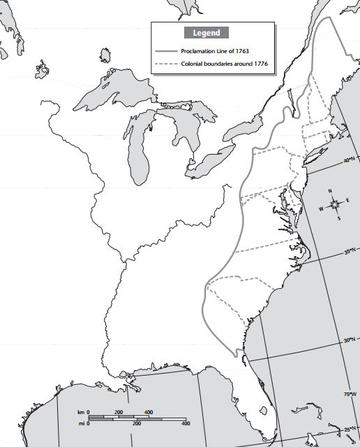 Legend
Proclamation Line of 1763
Colonial boundaries around 1776
40°N
N
W E
S
35°N
30°N
75°W
25°N
km 0 200 400
mi 0 200 400